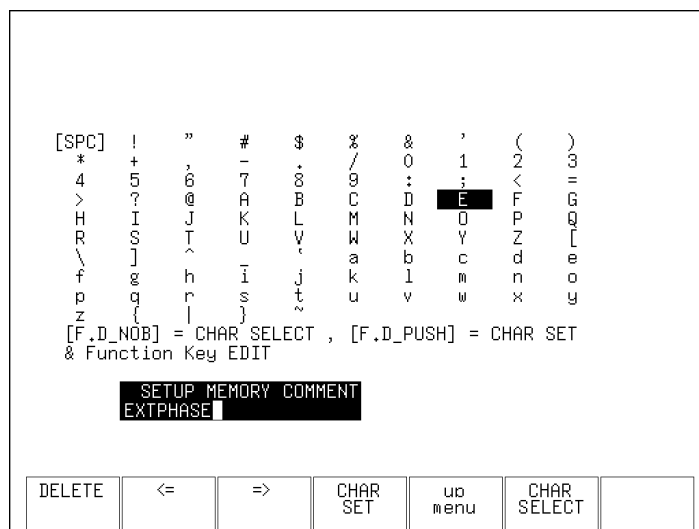 [SPC] ! " # $ % & ' ( )
* + , - . / 0 1 2 3
4 5 6 7 8 9 : ; < =
> ? @ A B C D E F G
H I J K L M N O P Q
R S T U V W X Y Z [
\ ] ^ _ ` a b c d e
f g h i j k l m n o
p q r s t u v w x y
z { | } ~
[F.D_NOB] = CHAR SELECT , [F.D_PUSH] = CHAR SET
& Function Key EDIT
SETUP MEMORY COMMENT
EXTPHASE
DELETE <= => CHAR SET up menu CHAR SELECT